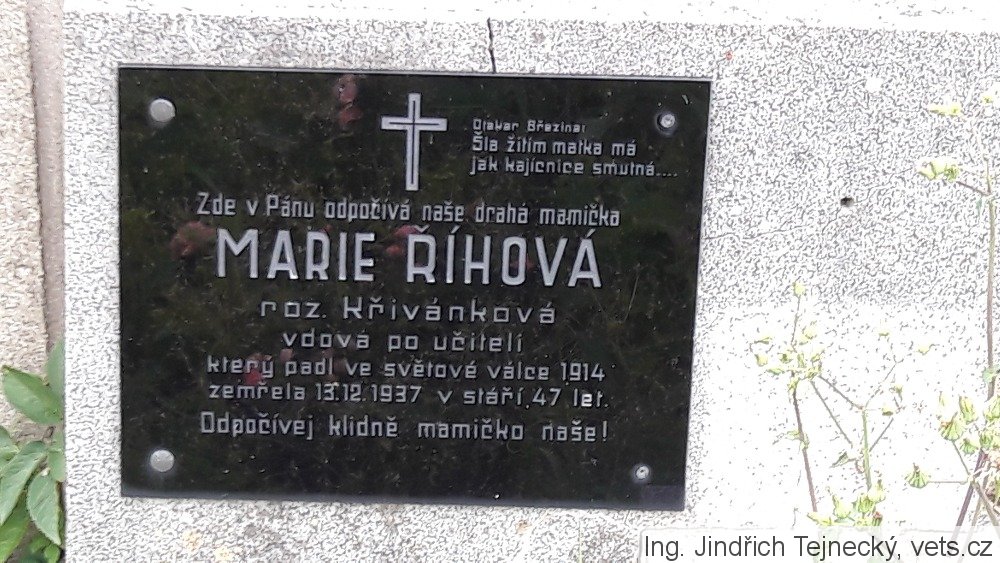 Otakar Březina:
Šla žitím matka má
jak kajícnice smutná....
Zde v Pánu odpočívá naše drahá mamička
MARIE ŘÍHOVÁ
roz. Křivánková
vdova po učiteli
který padl ve světové válce 1914
zemřela 13.12.1937 v stáří 47 let.
Odpočívej klidně mamičko naše!
Ing. Jindřich Tejnecký, vets.cz